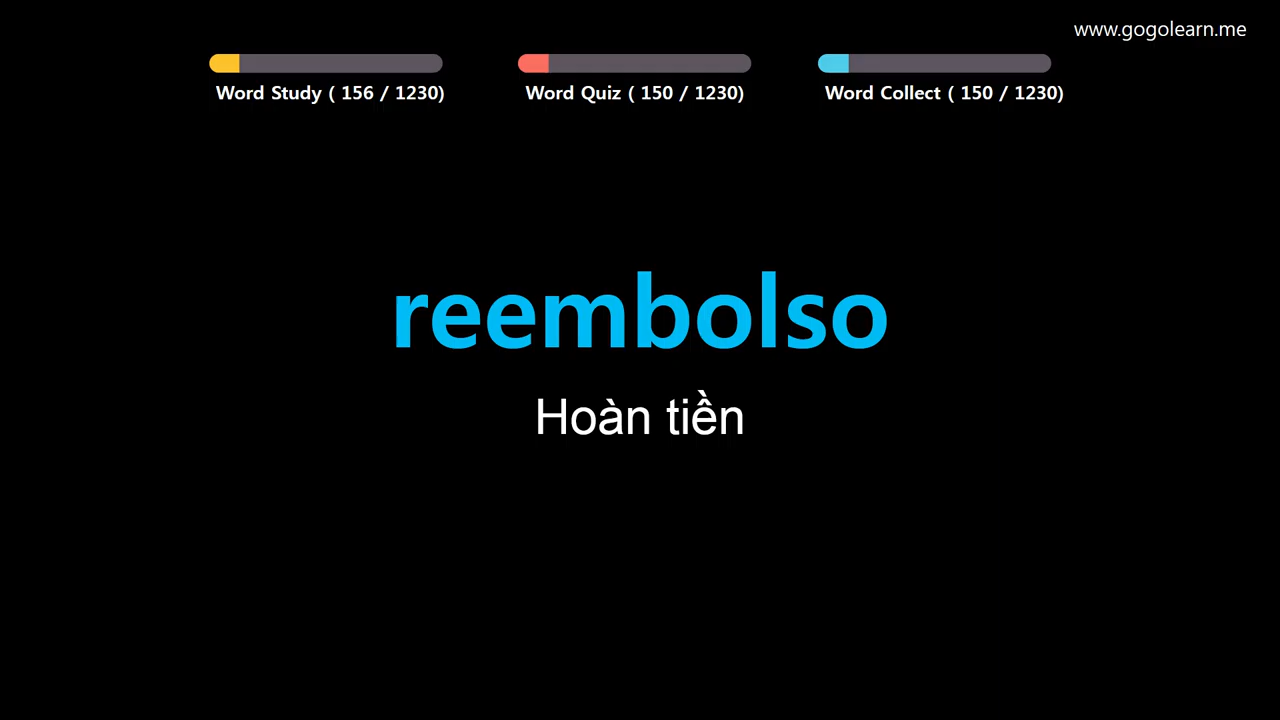 www.gogolearn.me
Word Study ( 156 / 1230)
Word Quiz ( 150 / 1230)
Word Collect ( 150 / 1230)
reembolso
Hoàn tiền